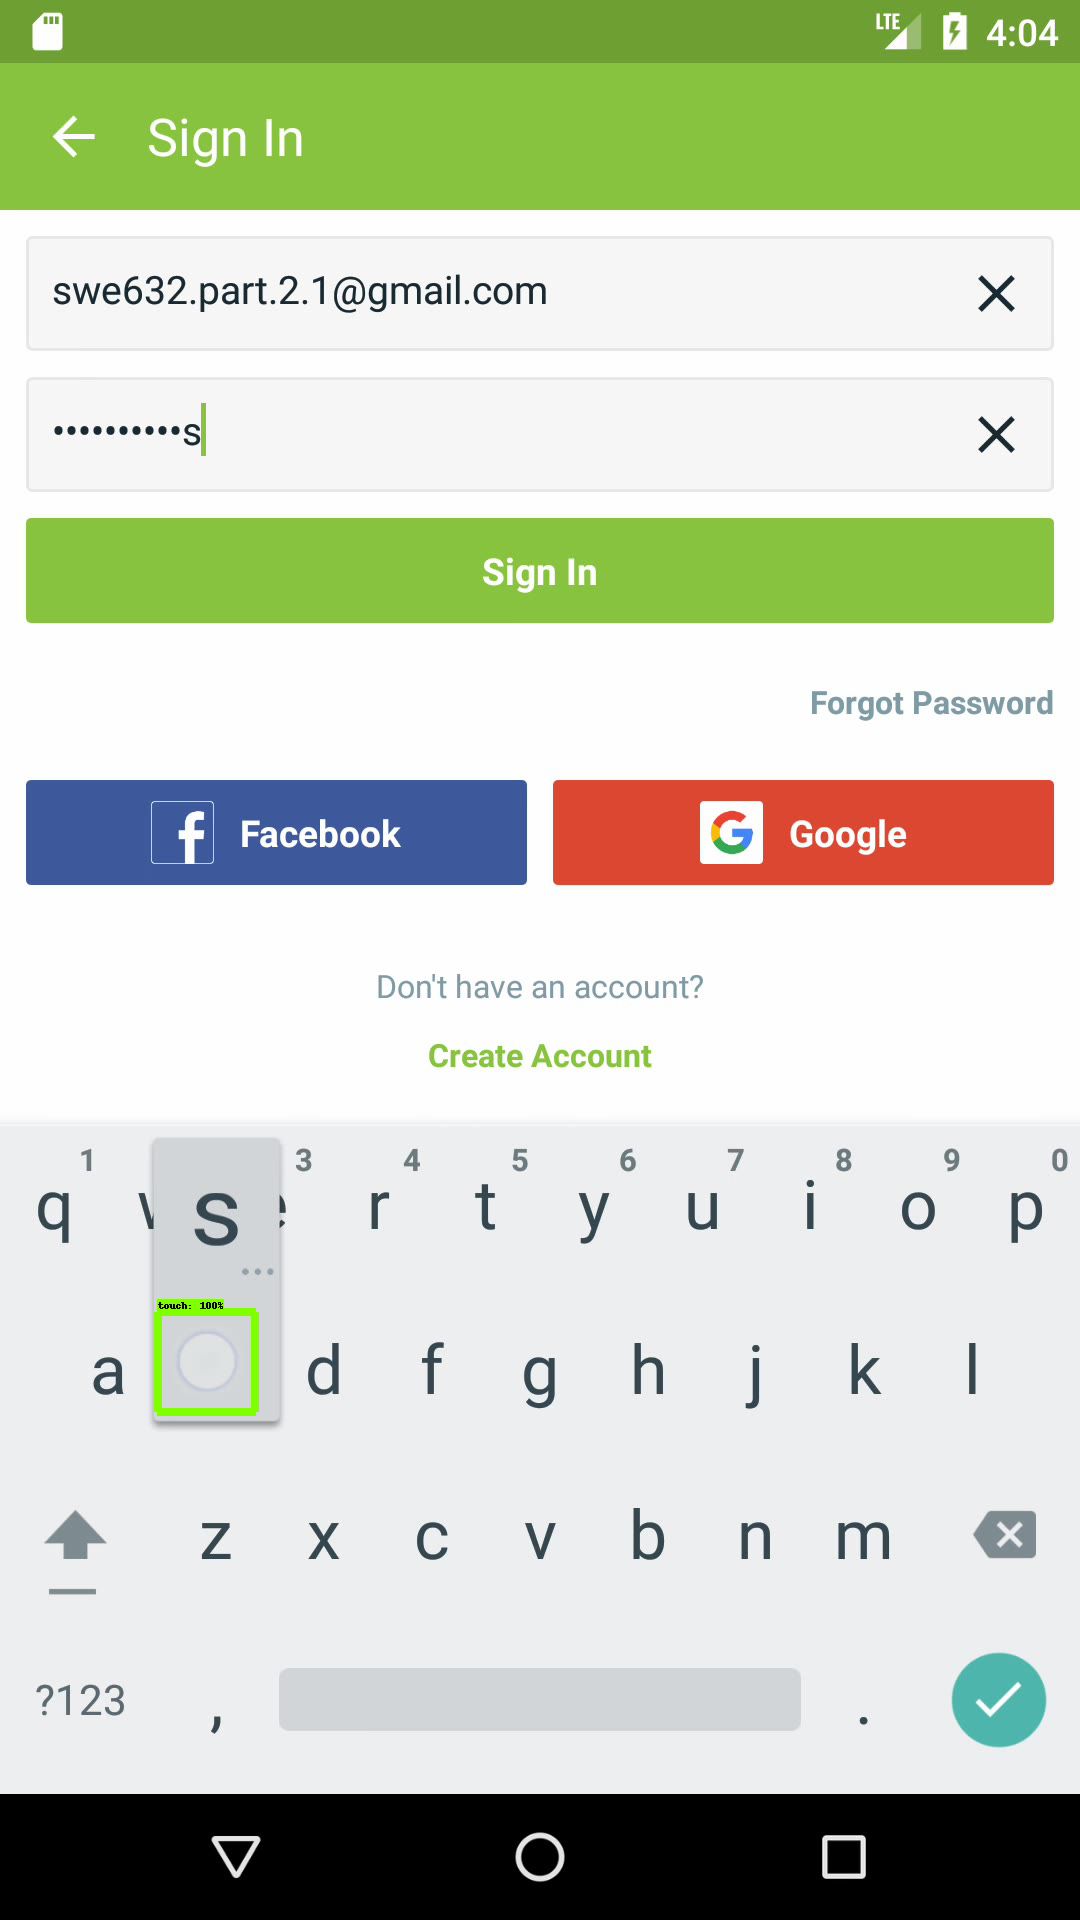 LTE 4:04
Sign In
swe632.part.2.1@gmail.com
••••••••••s
Sign In
Forgot Password
Facebook
Google
Don't have an account?
Create Account
1 3 4 5 6 7 8 9 0
q s r t y u i o p
touch: 100%
a d f g h j k l
z x c v b n m
?123 , .